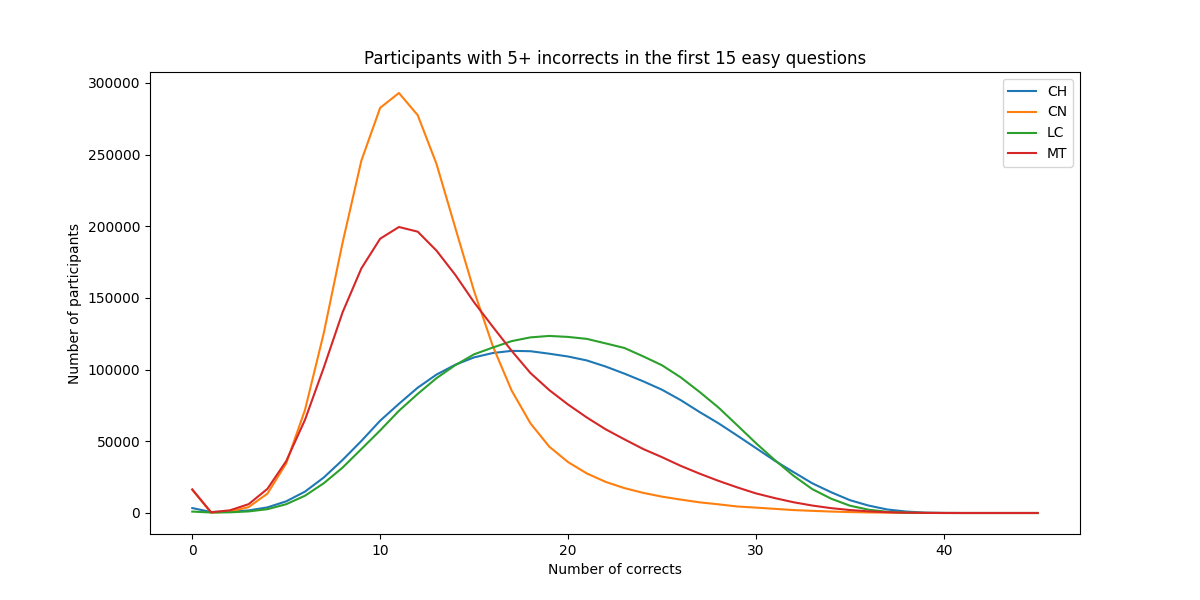 Participants with 5+ incorrects in the first 15 easy questions
CH
CN
LC
MT
Number of participants
300000
250000
200000
150000
100000
50000
0
0 10 20 30 40
Number of corrects